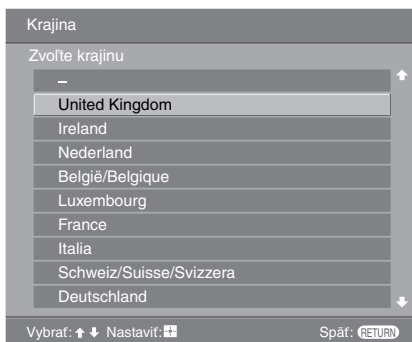 Krajina
Zvoľte krajinu
–
United Kingdom
Ireland
Nederland
België/Belgique
Luxembourg
France
Italia
Schweiz/Suisse/Svizzera
Deutschland
Vybrať: Nastaviť: Späť: RETURN